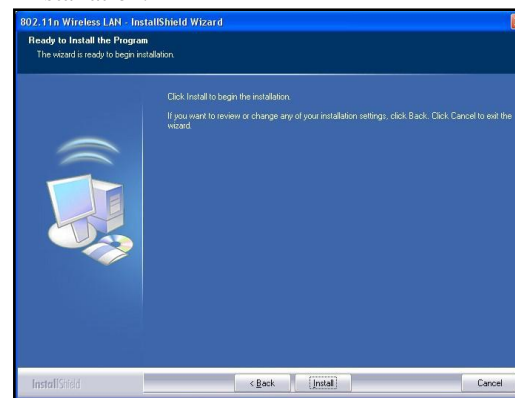 802.11n Wireless LAN - InstallShield Wizard
Ready to Install the Program
The wizard is ready to begin installation.
Click Install to begin the installation.
If you want to review or change any of your installation settings, click Back. Click Cancel to exit the
wizard.
InstallShield
< Back
Install
Cancel